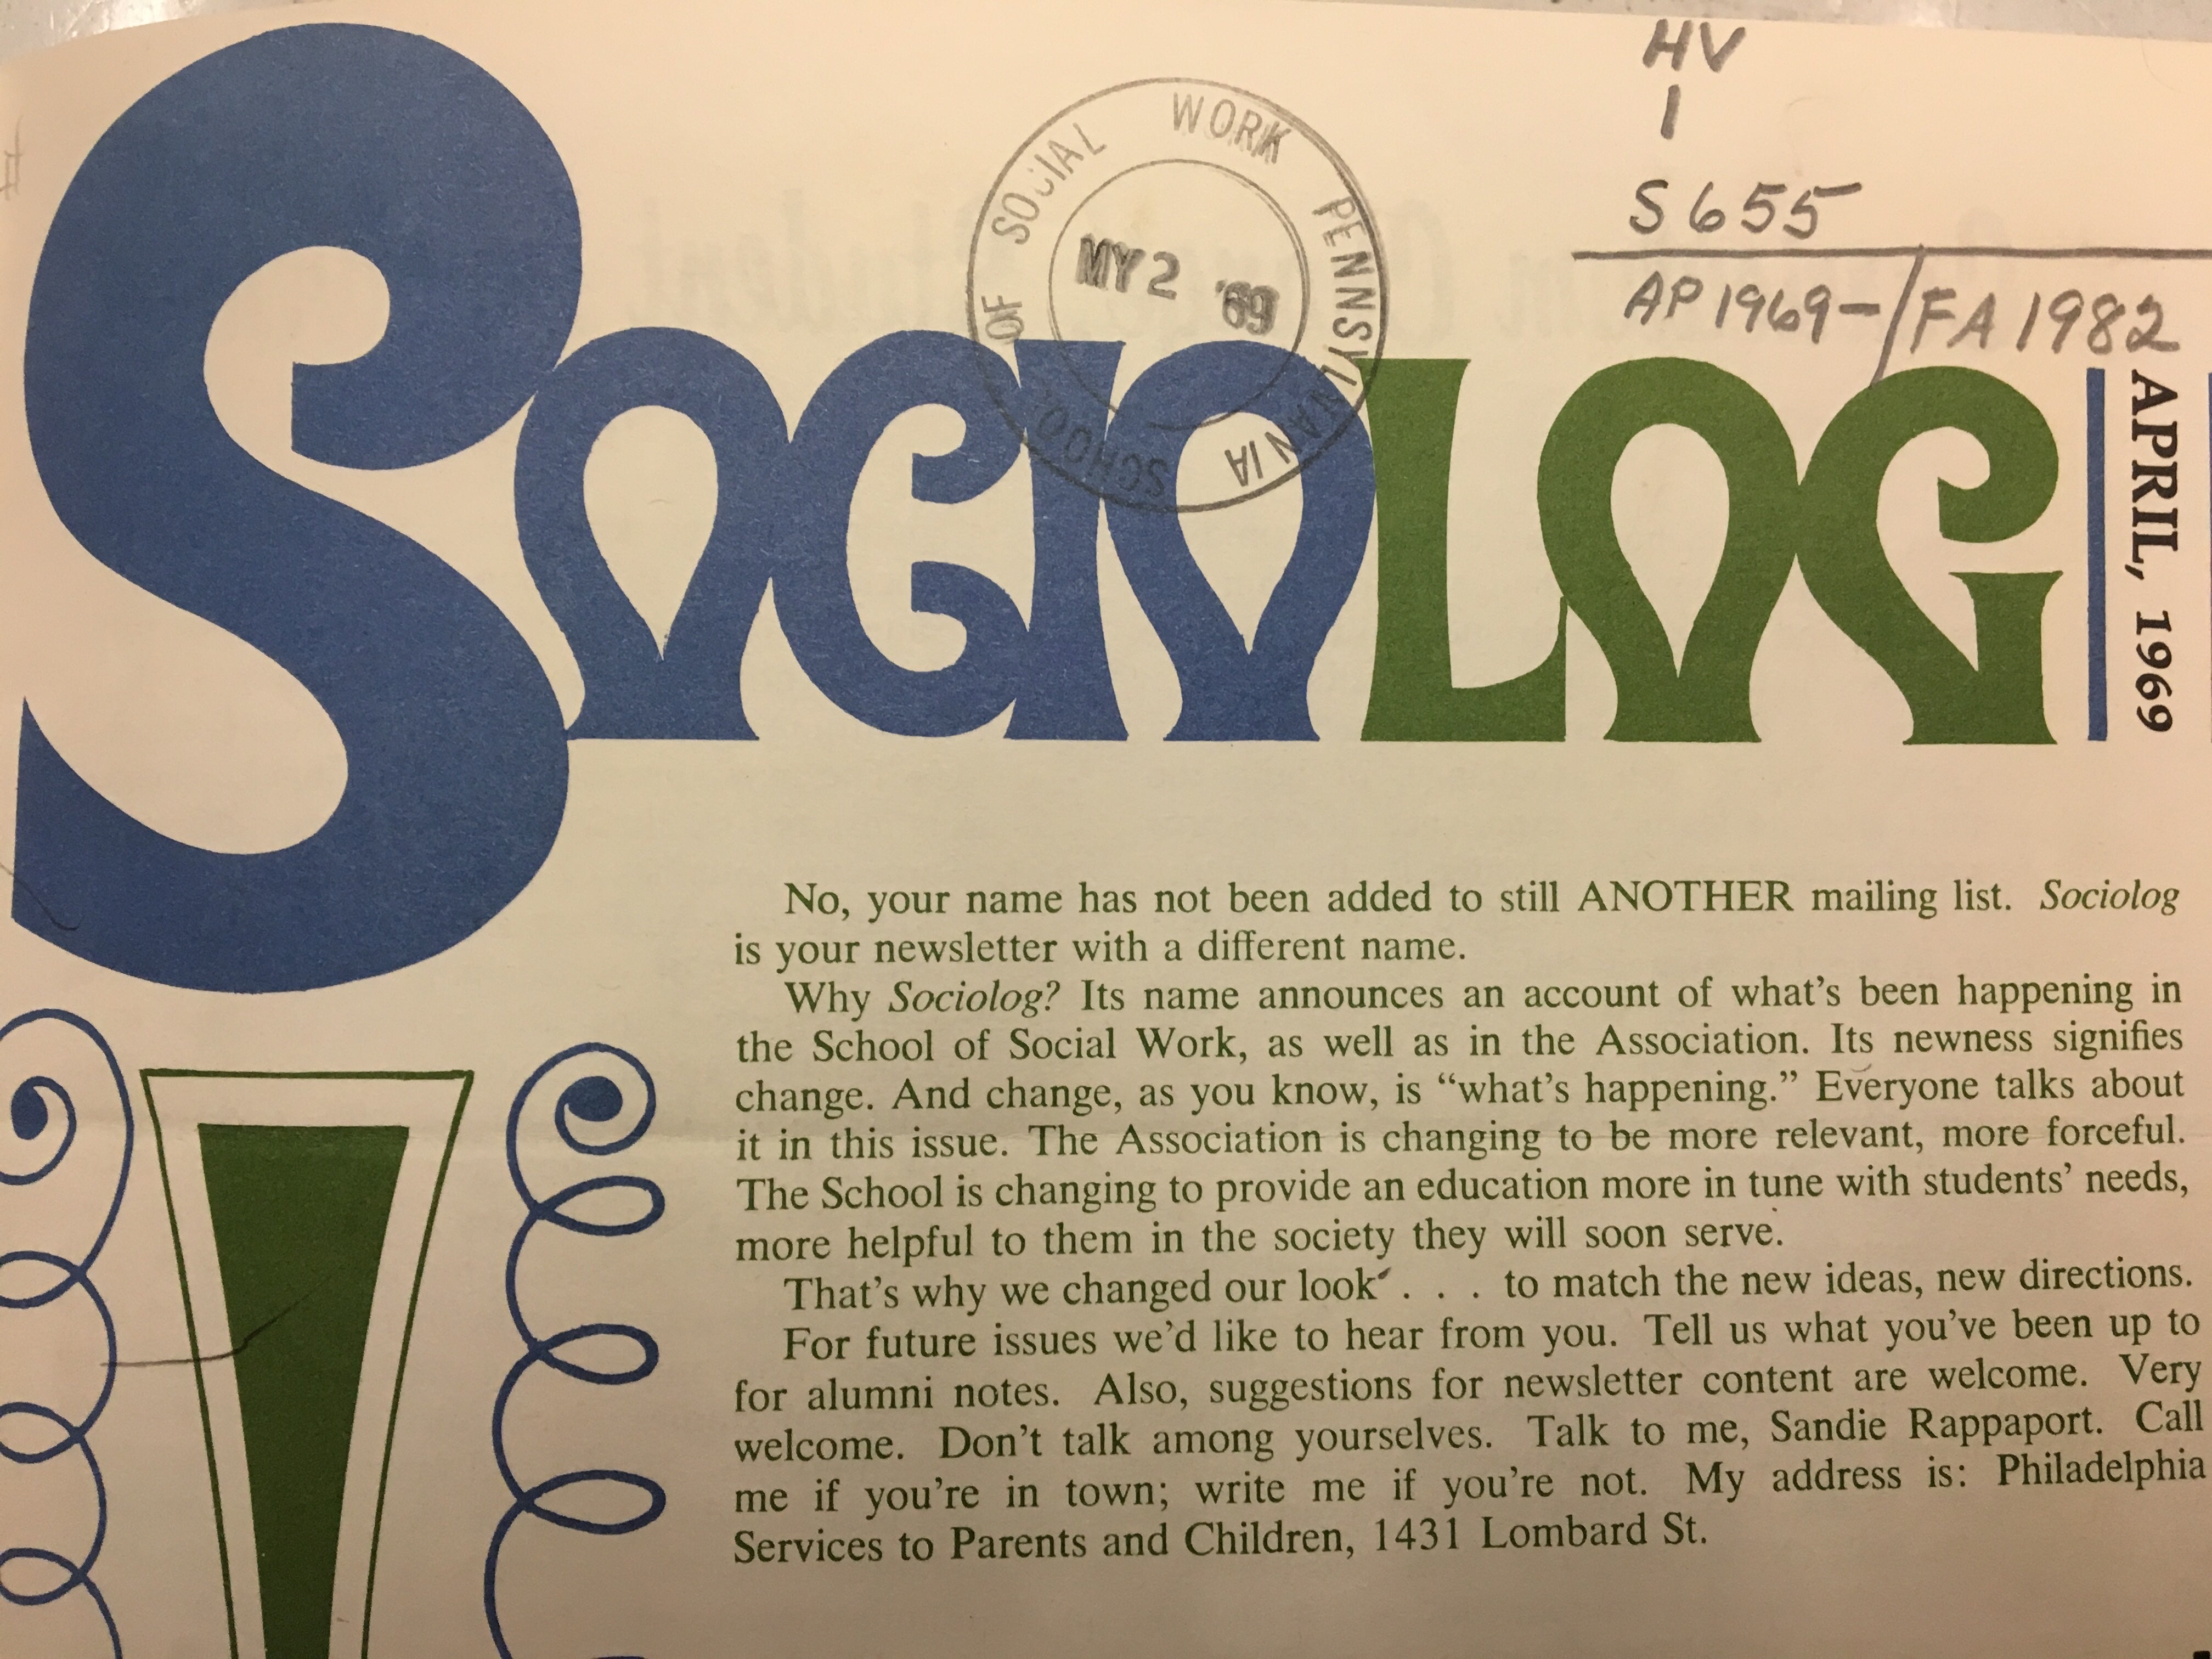 HV
1
S655
AP 1969-/FA 1982
PENNSYLVANIA SCHOOL OF SOCIAL WORK
MY 2 '69
SOCIOLOG
APRIL, 1969
No, your name has not been added to still ANOTHER mailing list. Sociolog
is your newsletter with a different name.
Why Sociolog? Its name announces an account of what's been happening in
the School of Social Work, as well as in the Association. Its newness signifies
change. And change, as you know, is “what's happening.” Everyone talks about
it in this issue. The Association is changing to be more relevant, more forceful.
The School is changing to provide an education more in tune with students' needs,
more helpful to them in the society they will soon serve.
That's why we changed our look . . . to match the new ideas, new directions.
For future issues we'd like to hear from you. Tell us what you've been up to
for alumni notes. Also, suggestions for newsletter content are welcome. Very
welcome. Don't talk among yourselves. Talk to me, Sandie Rappaport. Call
me if you're in town; write me if you're not. My address is: Philadelphia
Services to Parents and Children, 1431 Lombard St.